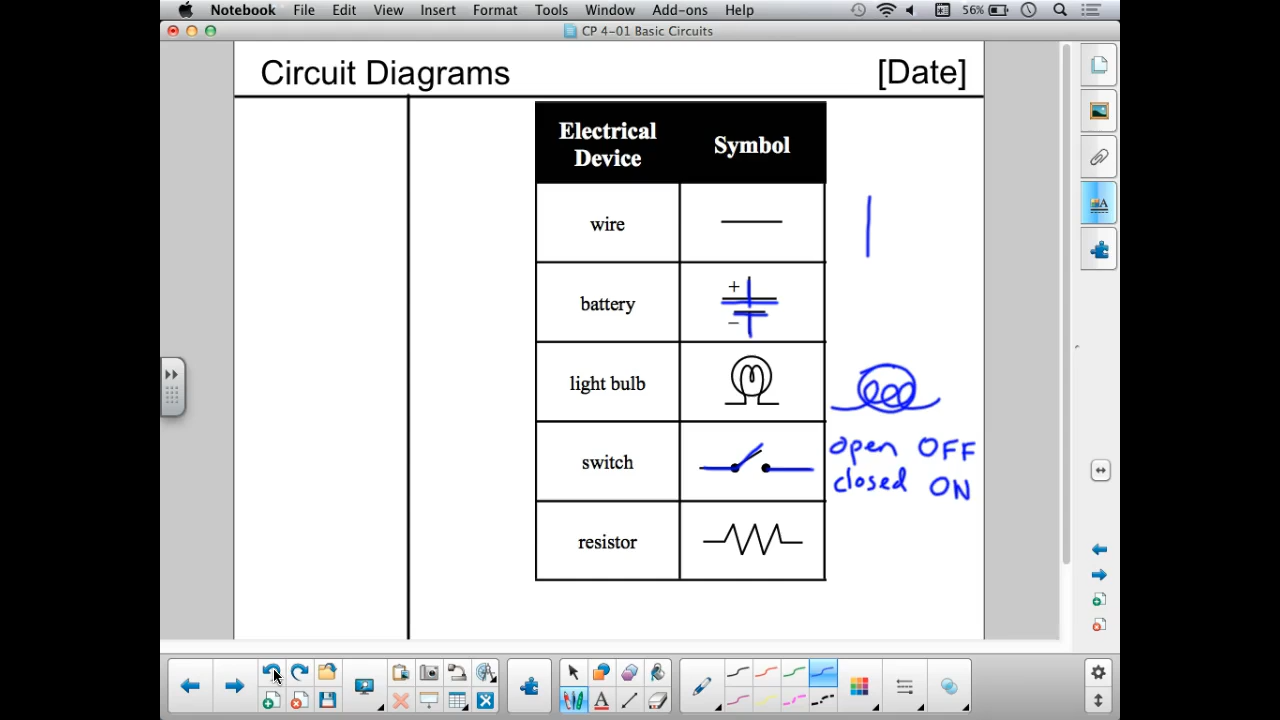 Notebook File Edit View Insert Format Tools Window Add-ons Help 56%
CP 4-01 Basic Circuits
Circuit Diagrams [Date]
Electrical Device Symbol
wire
battery + −
light bulb
switch open OFF
closed ON
resistor
A